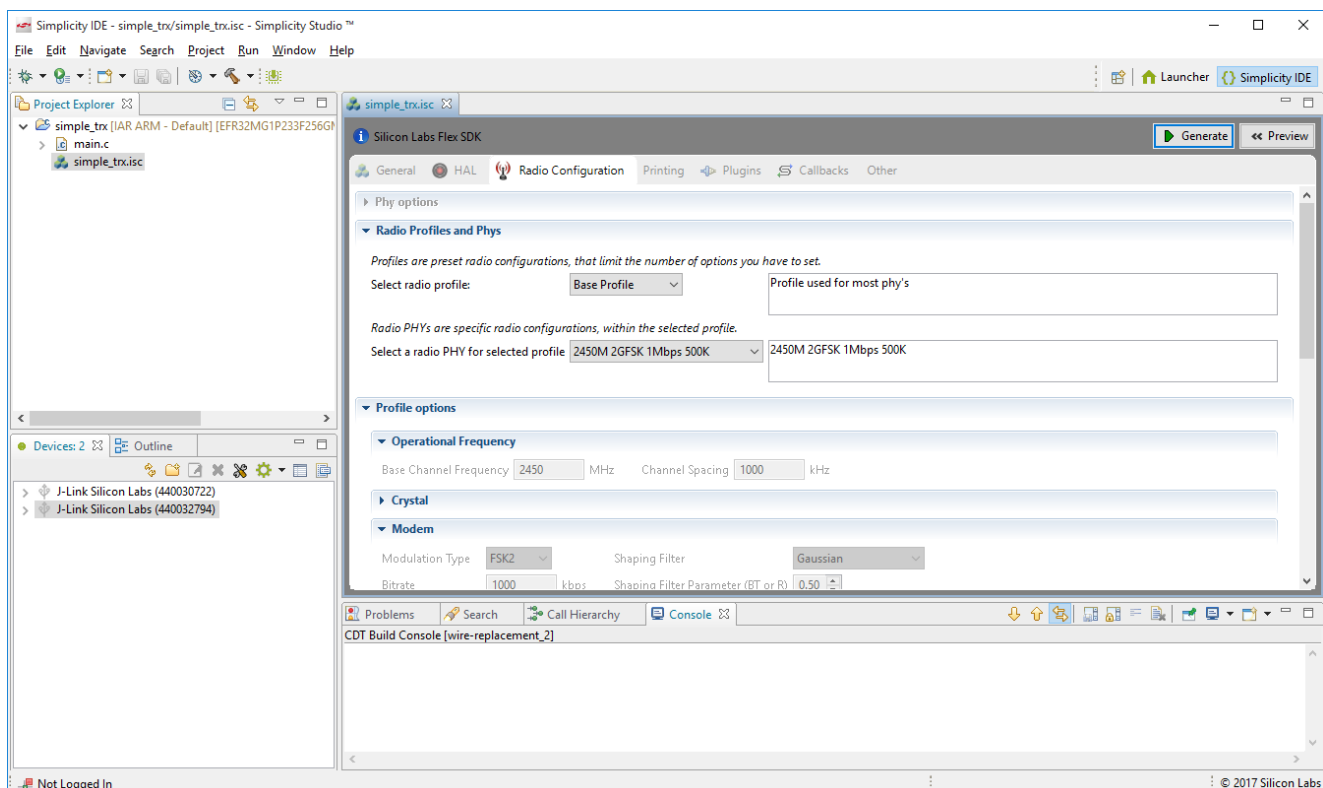 Simplicity IDE - simple_trx/simple_trx.isc - Simplicity Studio ™
File Edit Navigate Search Project Run Window Help
Launcher {} Simplicity IDE
Project Explorer
simple_trx [IAR ARM - Default] [EFR32MG1P233F256G
main.c
simple_trx.isc
simple_trx.isc
Silicon Labs Flex SDK
Generate
<< Preview
General HAL Radio Configuration Printing Plugins Callbacks Other
Phy options
Radio Profiles and Phys
Profiles are preset radio configurations, that limit the number of options you have to set.
Select radio profile: Base Profile Profile used for most phy's
Radio PHYs are specific radio configurations, within the selected profile.
Select a radio PHY for selected profile 2450M 2GFSK 1Mbps 500K 2450M 2GFSK 1Mbps 500K
Profile options
Operational Frequency
Base Channel Frequency 2450 MHz Channel Spacing 1000 kHz
Crystal
Modem
Modulation Type FSK2 Shaping Filter Gaussian
Bitrate 1000 kbps Shaping Filter Parameter (BT or R) 0.50
Devices: 2 Outline
J-Link Silicon Labs (440030722)
J-Link Silicon Labs (440032794)
Problems Search Call Hierarchy Console
CDT Build Console [wire-replacement_2]
Not Logged In
© 2017 Silicon Labs